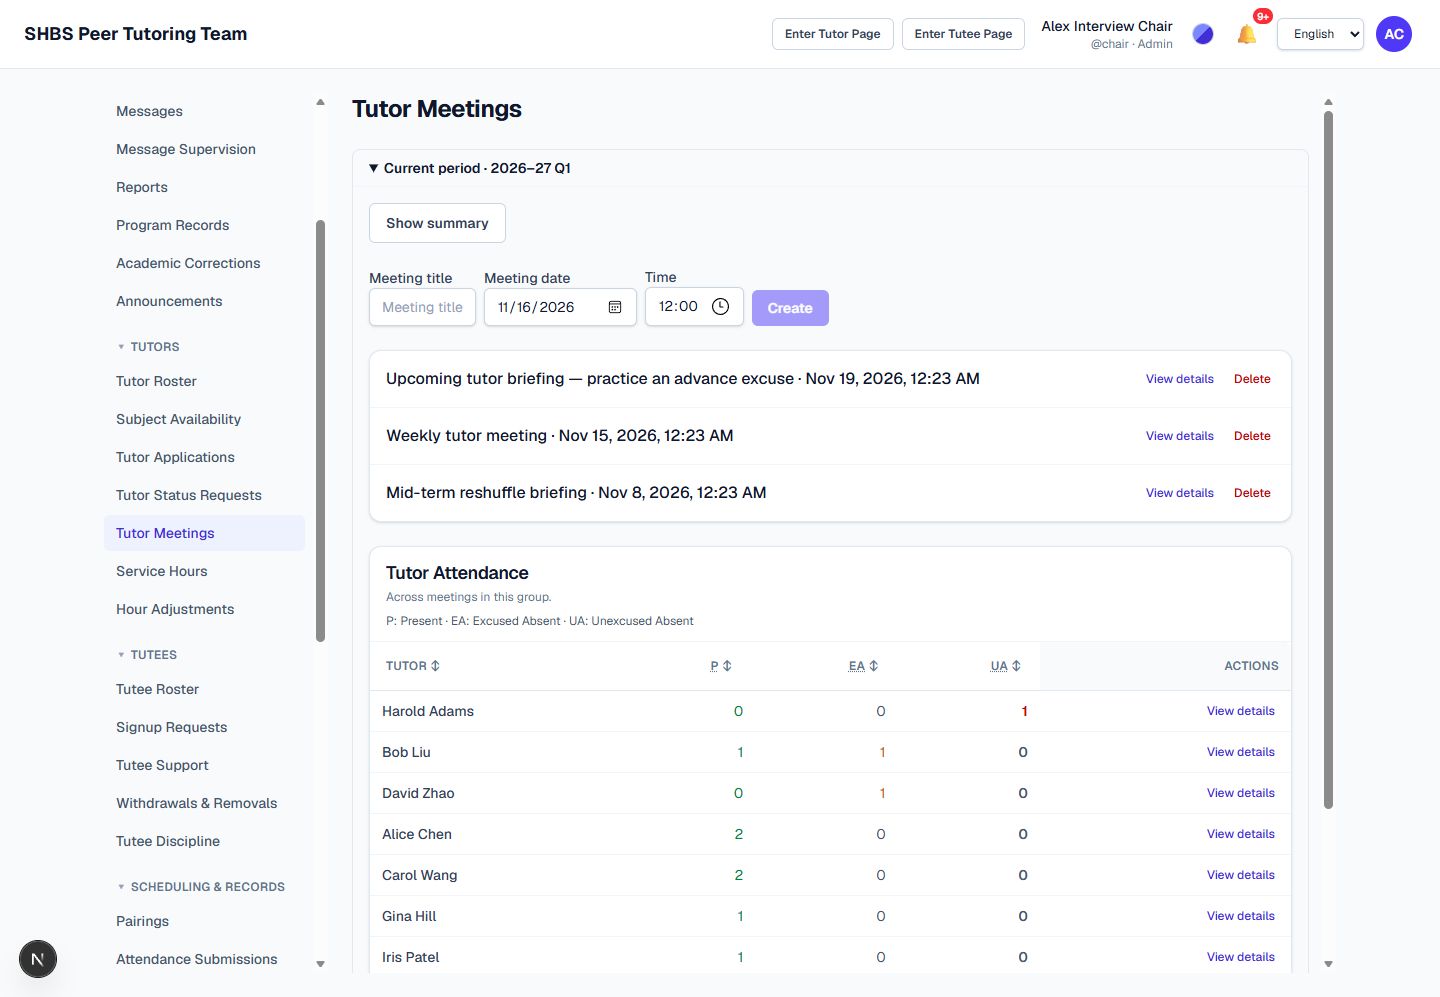 SHBS Peer Tutoring Team
Enter Tutor Page
Enter Tutee Page
Alex Interview Chair
@chair · Admin
9+
English
AC
Messages
Message Supervision
Reports
Program Records
Academic Corrections
Announcements
TUTORS
Tutor Roster
Subject Availability
Tutor Applications
Tutor Status Requests
Tutor Meetings
Service Hours
Hour Adjustments
TUTEES
Tutee Roster
Signup Requests
Tutee Support
Withdrawals & Removals
Tutee Discipline
SCHEDULING & RECORDS
Pairings
Attendance Submissions
N
Tutor Meetings
Current period · 2026–27 Q1
Show summary
Meeting title Meeting date Time
Meeting title 11/16/2026 12:00 Create
Upcoming tutor briefing — practice an advance excuse · Nov 19, 2026, 12:23 AM View details Delete
Weekly tutor meeting · Nov 15, 2026, 12:23 AM View details Delete
Mid-term reshuffle briefing · Nov 8, 2026, 12:23 AM View details Delete
Tutor Attendance
Across meetings in this group.
P: Present · EA: Excused Absent · UA: Unexcused Absent
TUTOR P EA UA ACTIONS
Harold Adams 0 0 1 View details
Bob Liu 1 1 0 View details
David Zhao 0 1 0 View details
Alice Chen 2 0 0 View details
Carol Wang 2 0 0 View details
Gina Hill 1 0 0 View details
Iris Patel 1 0 0 View details